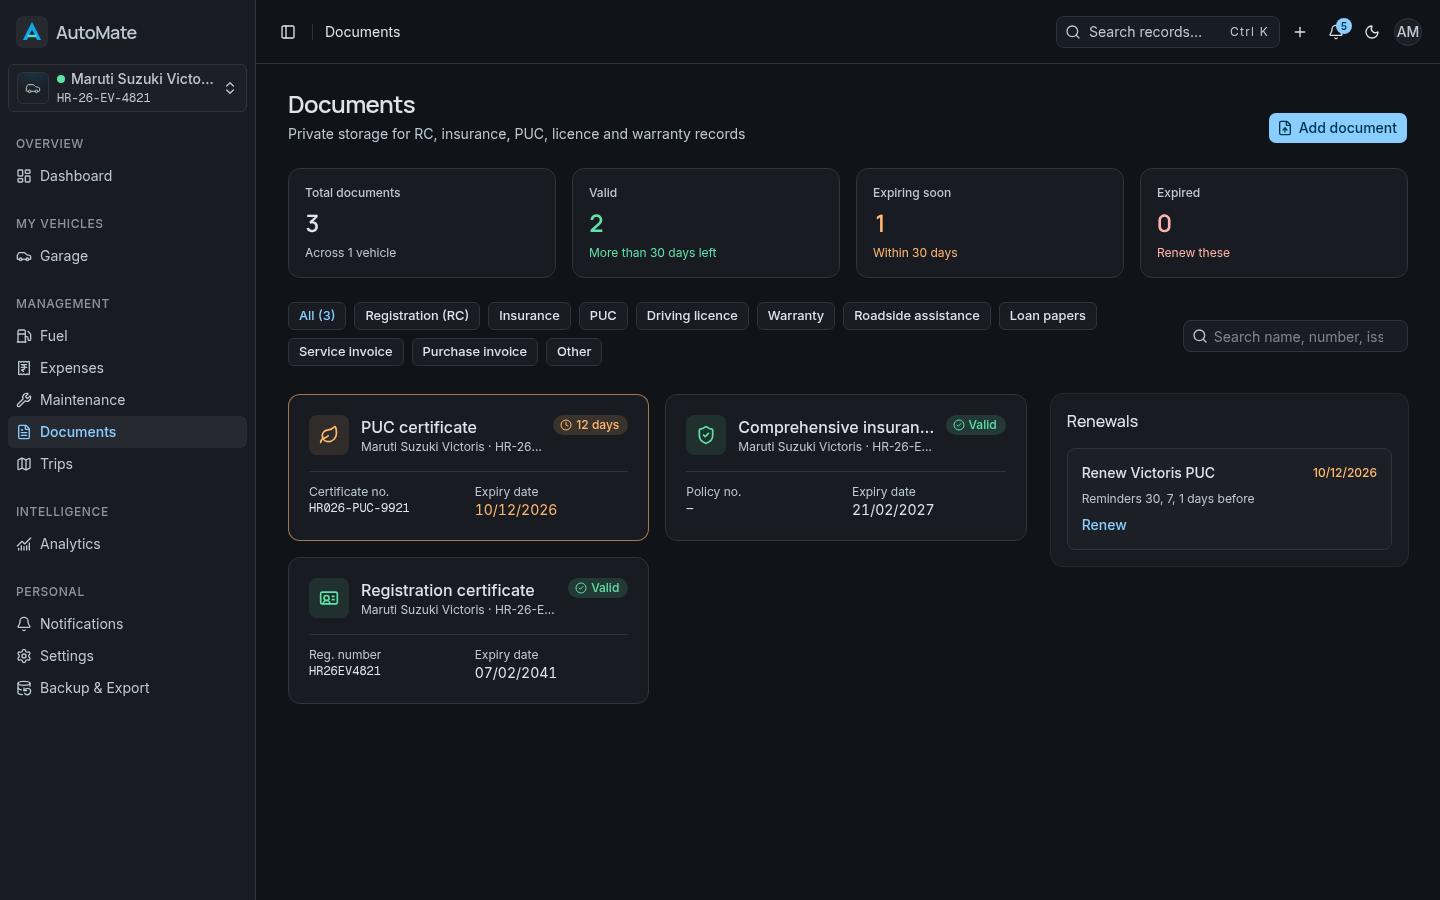 AutoMate
Maruti Suzuki Victo...
HR-26-EV-4821
OVERVIEW
Dashboard
MY VEHICLES
Garage
MANAGEMENT
Fuel
Expenses
Maintenance
Documents
Trips
INTELLIGENCE
Analytics
PERSONAL
Notifications
Settings
Backup & Export
Documents
Search records...
Ctrl K
5
AM
Documents
Private storage for RC, insurance, PUC, licence and warranty records
Add document
Total documents
3
Across 1 vehicle
Valid
2
More than 30 days left
Expiring soon
1
Within 30 days
Expired
0
Renew these
All (3)
Registration (RC)
Insurance
PUC
Driving licence
Warranty
Roadside assistance
Loan papers
Service invoice
Purchase invoice
Other
Search name, number, iss
PUC certificate
12 days
Maruti Suzuki Victoris · HR-26...
Certificate no.
HR026-PUC-9921
Expiry date
10/12/2026
Comprehensive insuran...
Valid
Maruti Suzuki Victoris · HR-26-E...
Policy no.
–
Expiry date
21/02/2027
Registration certificate
Valid
Maruti Suzuki Victoris · HR-26-E...
Reg. number
HR26EV4821
Expiry date
07/02/2041
Renewals
Renew Victoris PUC
10/12/2026
Reminders 30, 7, 1 days before
Renew